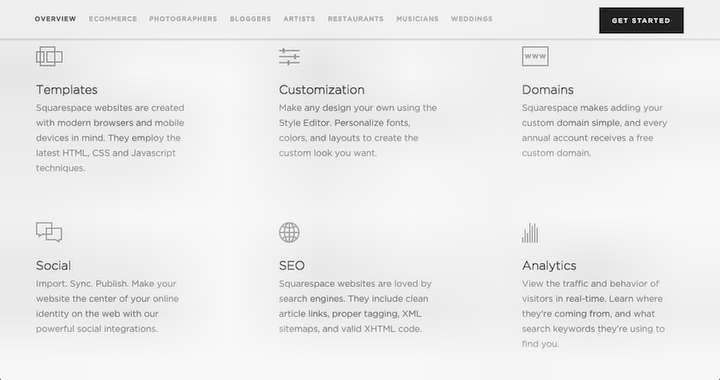 OVERVIEW ECOMMERCE PHOTOGRAPHERS BLOGGERS ARTISTS RESTAURANTS MUSICIANS WEDDINGS GET STARTED
Templates
Squarespace websites are created
with modern browsers and mobile
devices in mind. They employ the
latest HTML, CSS and Javascript
techniques.
Customization
Make any design your own using the
Style Editor. Personalize fonts,
colors, and layouts to create the
custom look you want.
WWW
Domains
Squarespace makes adding your
custom domain simple, and every
annual account receives a free
custom domain.
Social
Import. Sync. Publish. Make your
website the center of your online
identity on the web with our
powerful social integrations.
SEO
Squarespace websites are loved by
search engines. They include clean
article links, proper tagging, XML
sitemaps, and valid XHTML code.
Analytics
View the traffic and behavior of
visitors in real-time. Learn where
they're coming from, and what
search keywords they're using to
find you.